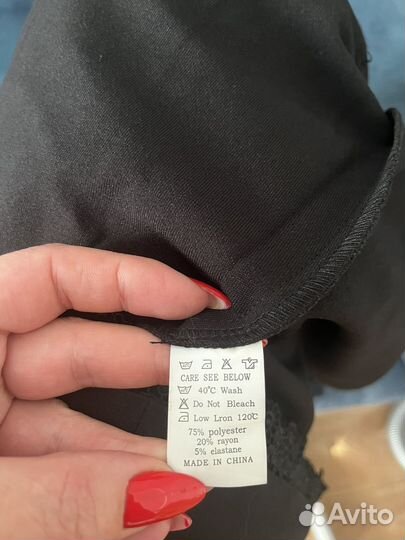 CARE SEE BELOW
40°C Wash
Do Not Bleach
Low Lron 120℃
75% polyester
20% rayon
5% elastane
MADE IN CHINA
Avito